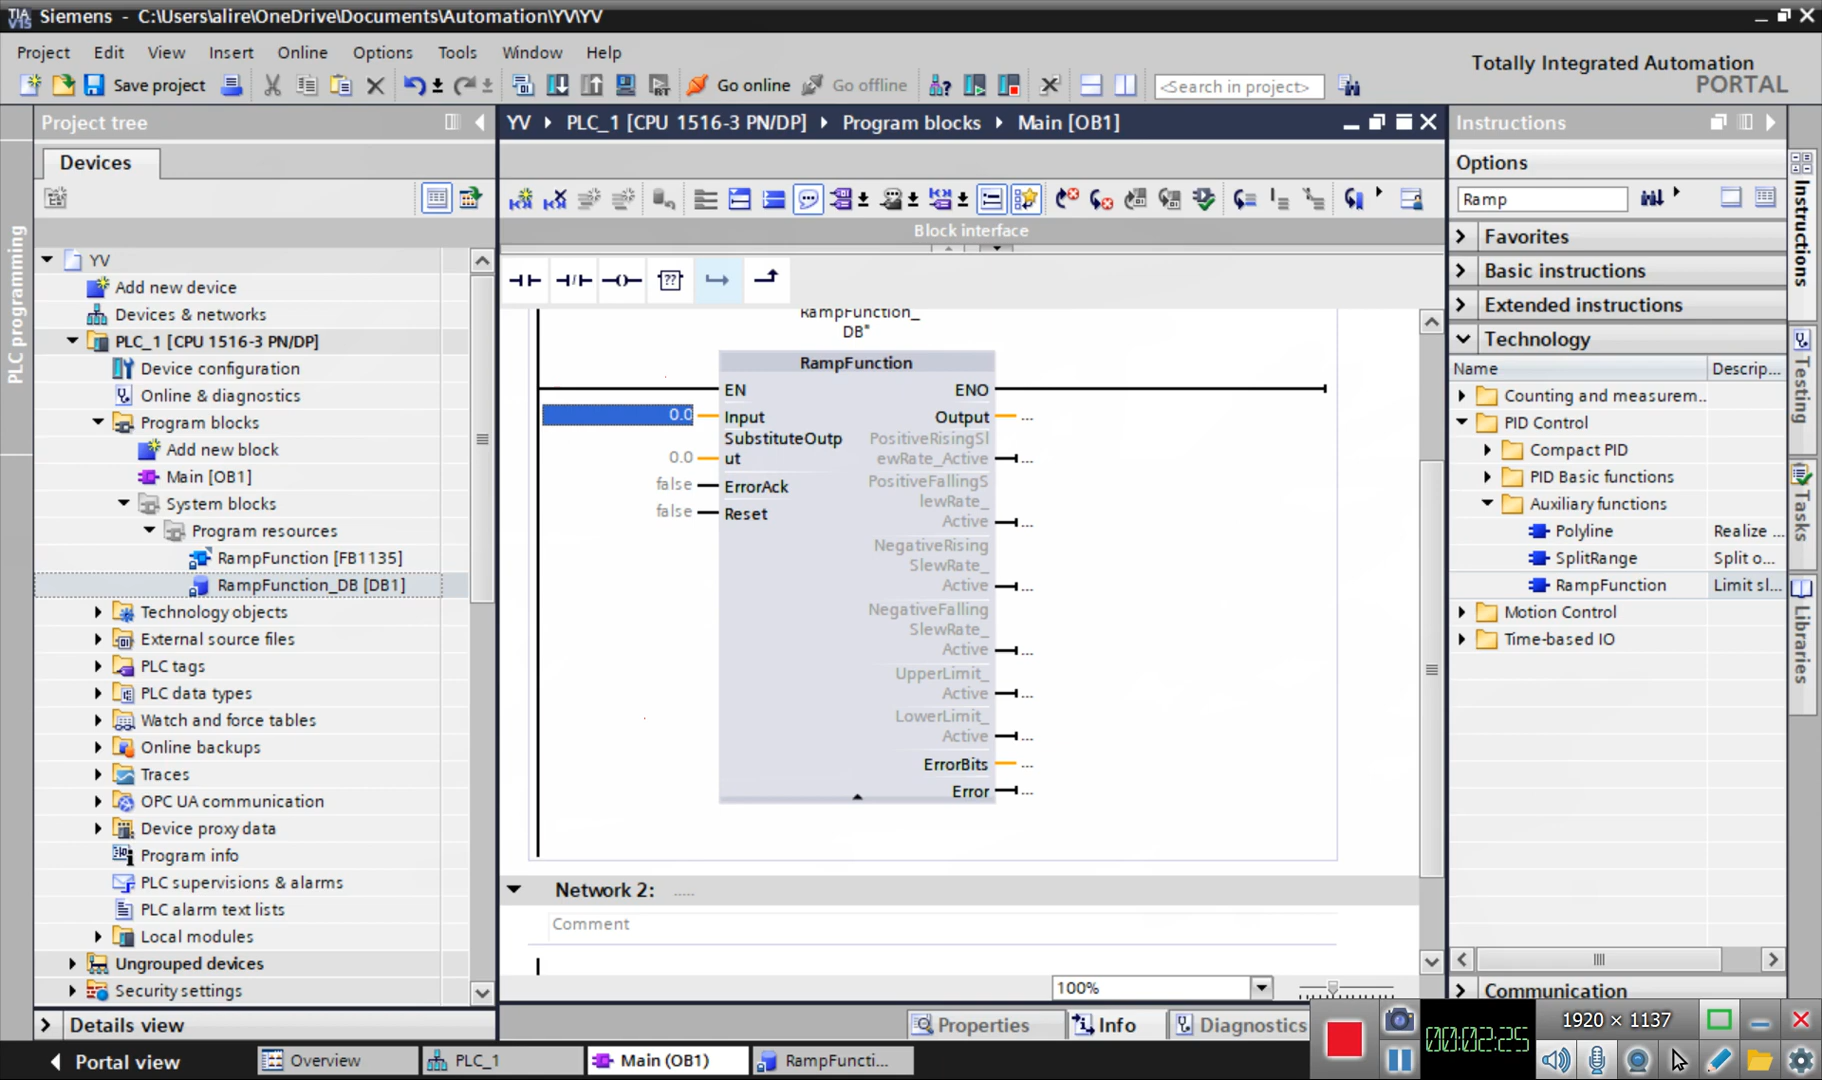 Siemens - C:\Users\alire\OneDrive\Documents\Automation\YV\YV
Project Edit View Insert Online Options Tools Window Help
Totally Integrated Automation
PORTAL
Save project
Go online
Go offline
<Search in project>
Project tree
YV PLC_1 [CPU 1516-3 PN/DP] Program blocks Main [OB1]
Instructions
Devices
Options
Ramp
Block interface
PLC programming
YV
Add new device
Devices & networks
PLC_1 [CPU 1516-3 PN/DP]
Device configuration
Online & diagnostics
Program blocks
Add new block
Main [OB1]
System blocks
Program resources
RampFunction [FB1135]
RampFunction_DB [DB1]
Technology objects
External source files
PLC tags
PLC data types
Watch and force tables
Online backups
Traces
OPC UA communication
Device proxy data
Program info
PLC supervisions & alarms
PLC alarm text lists
Local modules
Ungrouped devices
Security settings
Details view
RampFunction_
DB"
RampFunction
EN ENO
0.0 Input Output ...
SubstituteOutp
0.0 ut
PositiveRisingSl
ewRate_Active ...
false ErrorAck
false Reset
PositiveFallingS
lewRate_
Active ...
NegativeRising
SlewRate_
Active ...
NegativeFalling
SlewRate_
Active ...
UpperLimit_
Active ...
LowerLimit_
Active ...
ErrorBits ...
Error ...
Network 2: .....
Comment
100%
Properties Info Diagnostics
Favorites
Basic instructions
Extended instructions
Technology
Name Descrip...
Counting and measurem..
PID Control
Compact PID
PID Basic functions
Auxiliary functions
Polyline Realize ...
SplitRange Split o...
RampFunction Limit sl...
Motion Control
Time-based IO
Communication
Instructions
Testing
Tasks
Libraries
Portal view
Overview
PLC_1
Main (OB1)
RampFuncti...
00:02:25
1920 × 1137